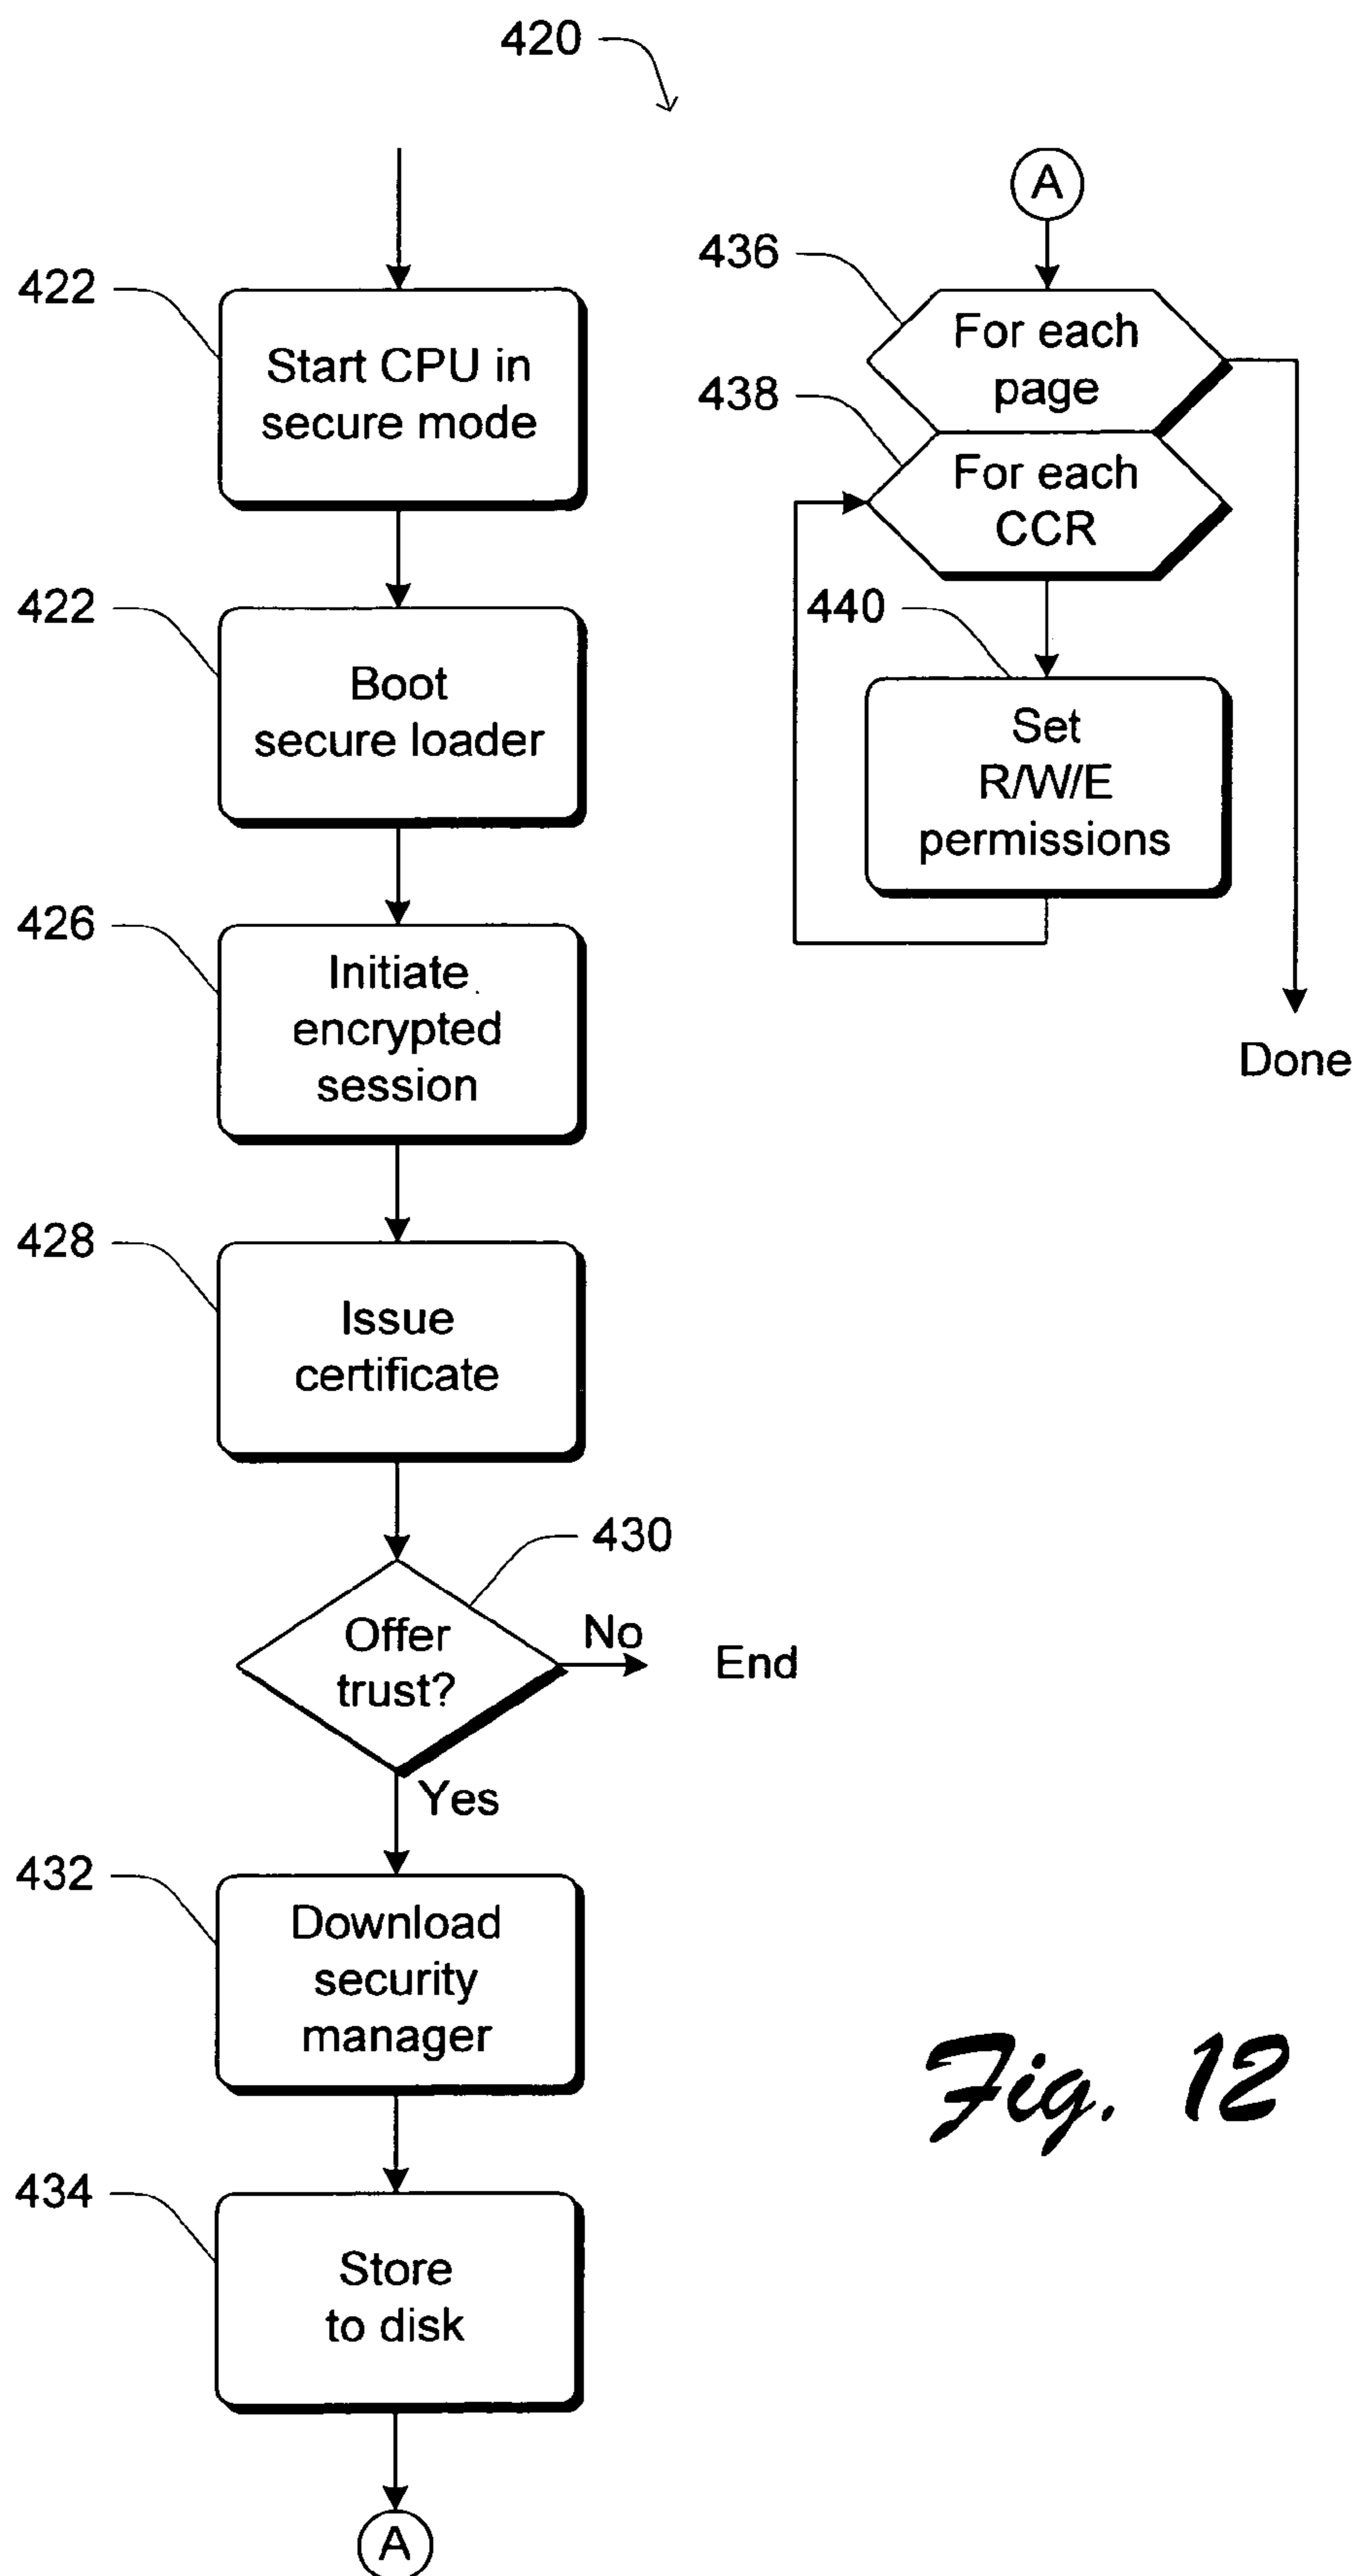 420
422
Start CPU in
secure mode
422
Boot
secure loader
426
Initiate
encrypted
session
428
Issue
certificate
430
Offer
trust?
No
End
Yes
432
Download
security
manager
434
Store
to disk
A
A
436
For each
page
438
For each
CCR
440
Set
R/W/E
permissions
Done
Fig. 12